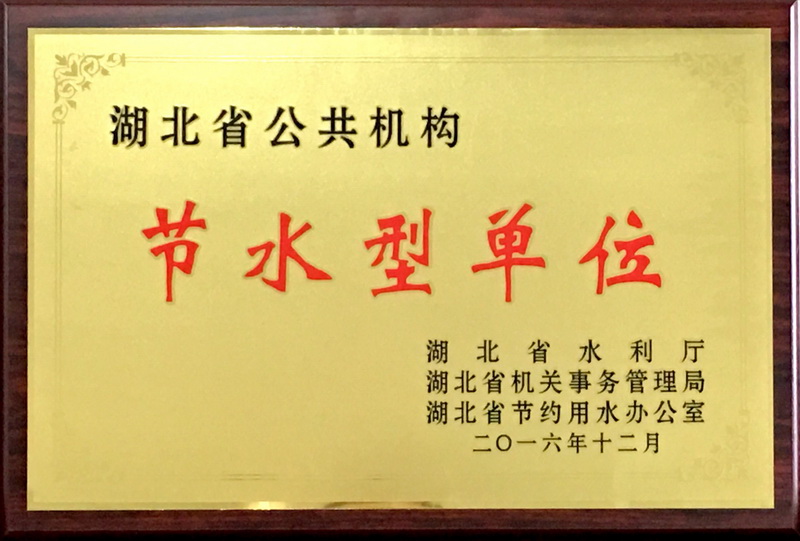 湖北省公共机构
节水型单位
湖北省水利厅
湖北省机关事务管理局
湖北省节约用水办公室
二〇一六年十二月